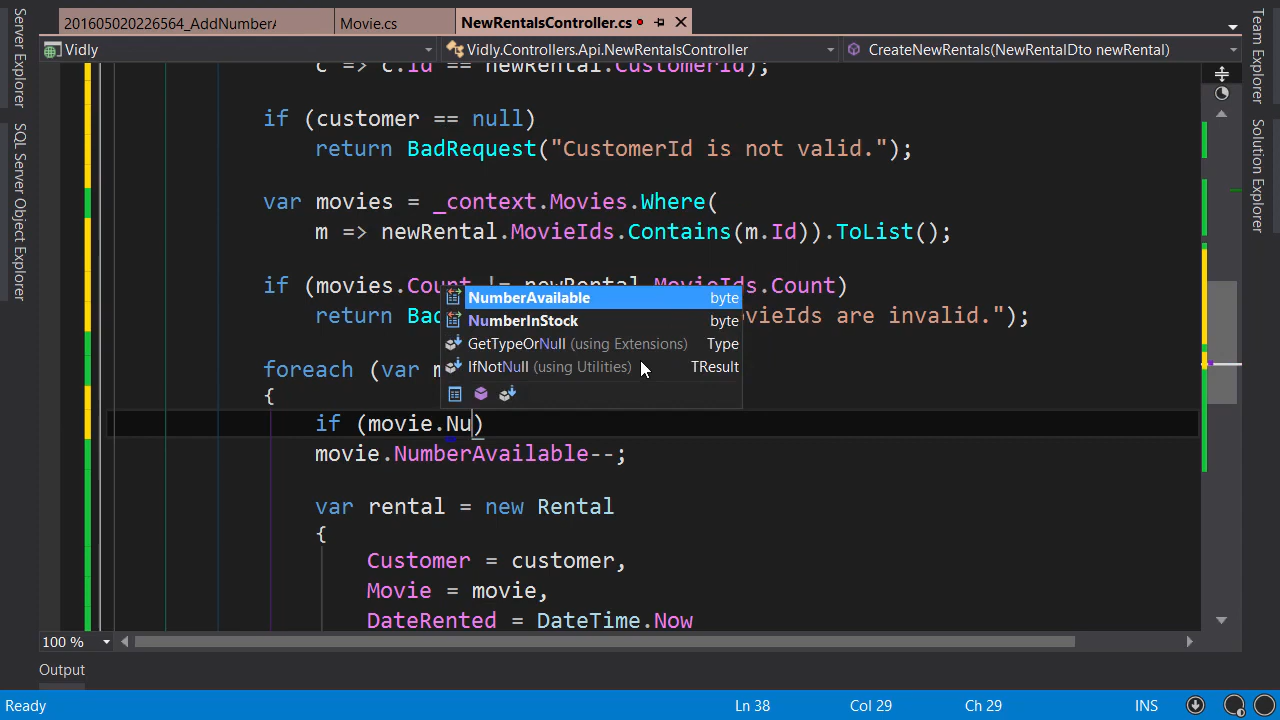 201605020226564_AddNumberA
Movie.cs
NewRentalsController.cs
Vidly
Vidly.Controllers.Api.NewRentalsController
CreateNewRentals(NewRentalDto newRental)
Server Explorer
SQL Server Object Explorer
Team Explorer
Solution Explorer
c => c.Id == newRental.CustomerId);
if (customer == null)
return BadRequest("CustomerId is not valid.");
var movies = _context.Movies.Where(
m => newRental.MovieIds.Contains(m.Id)).ToList();
if (movies.Count != newRental.MovieIds.Count)
return Bad
vieIds are invalid.");
NumberAvailable byte
NumberInStock byte
GetTypeOrNull (using Extensions) Type
IfNotNull (using Utilities) TResult
foreach (var m
{
if (movie.Nu)
movie.NumberAvailable--;
var rental = new Rental
{
Customer = customer,
Movie = movie,
DateRented = DateTime.Now
100 %
Output
Ready
Ln 38
Col 29
Ch 29
INS